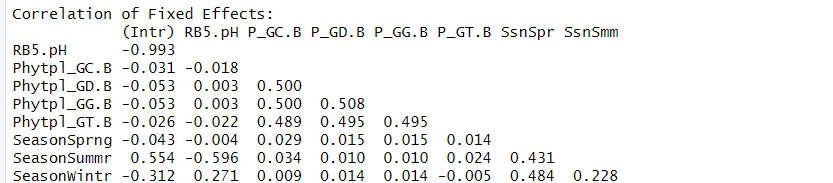 Correlation of Fixed Effects:
            (Intr) RB5.pH P_GC.B P_GD.B P_GG.B P_GT.B SsnSpr SsnSmm
RB5.pH      -0.993
Phytpl_GC.B -0.031 -0.018
Phytpl_GD.B -0.053  0.003  0.500
Phytpl_GG.B -0.053  0.003  0.500  0.508
Phytpl_GT.B -0.026 -0.022  0.489  0.495  0.495
SeasonSprng -0.043 -0.004  0.029  0.015  0.015  0.014
SeasonSummr  0.554 -0.596  0.034  0.010  0.010  0.024  0.431
SeasonWintr -0.312  0.271  0.009  0.014  0.014 -0.005  0.484  0.228